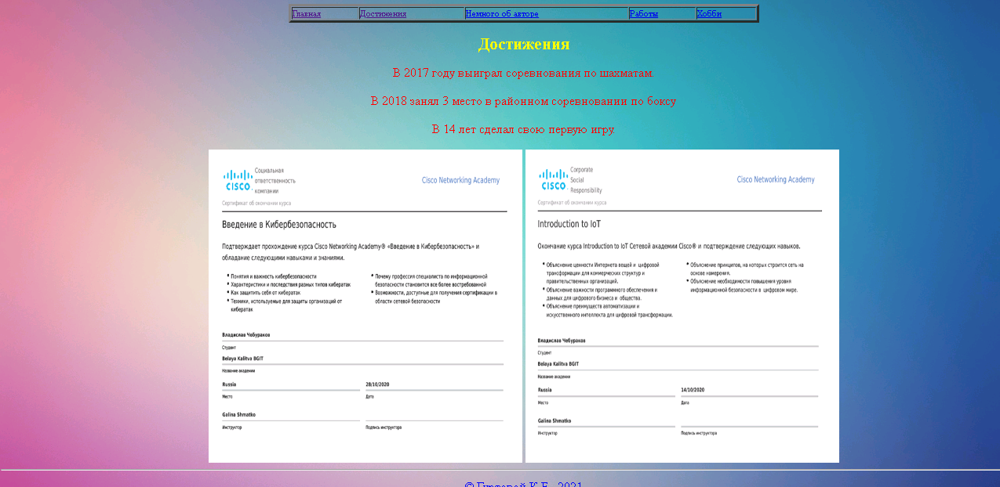 Главная Достижения Немного об авторе Работы Хобби
Достижения
В 2017 году выиграл соревнования по шахматам.
В 2018 занял 3 место в районном соревновании по боксу
В 14 лет сделал свою первую игру.
Социальная
ответственность
компании
CISCO
Cisco Networking Academy
Сертификат об окончании курса
Введение в Кибербезопасность
Подтверждает прохождение курса Cisco Networking Academy® «Введение в Кибербезопасность» и
обладание следующими навыками и знаниями.
• Понятия и важность кибербезопасности
• Характеристики и последствия разных типов кибератак
• Как защитить себя от кибератак
• Техники, используемые для защиты организаций от
кибератак
• Почему профессия специалиста по информационной
безопасности становится все более востребованной
• Возможности, доступные для получения сертификации в
области сетевой безопасности
Владислав Чебураков
Студент
Belaya Kalitva BGIT
Название академии
Russia
28/10/2020
Место
Дата
Galina Shmatko
Инструктор
Подпись инструктора
Corporate
Social
Responsibility
CISCO
Cisco Networking Academy
Сертификат об окончании курса
Introduction to IoT
Окончание курса Introduction to IoT Сетевой академии Cisco® и подтверждение следующих навыков.
• Объяснение ценности Интернета вещей и цифровой
трансформации для коммерческих структур и
правительственных организаций.
• Объяснение важности программного обеспечения и
данных для цифрового бизнеса и общества.
• Объяснение преимуществ автоматизации и
искусственного интеллекта для цифровой трансформации.
• Объяснение принципов, на которых строится сеть на
основе намерения.
• Объяснение необходимости повышения уровня
информационной безопасности в цифровом мире.
Владислав Чебураков
Студент
Belaya Kalitva BGIT
Название академии
Russia
14/10/2020
Место
Дата
Galina Shmatko
Инструктор
Подпись инструктора
© К.Е. 2021